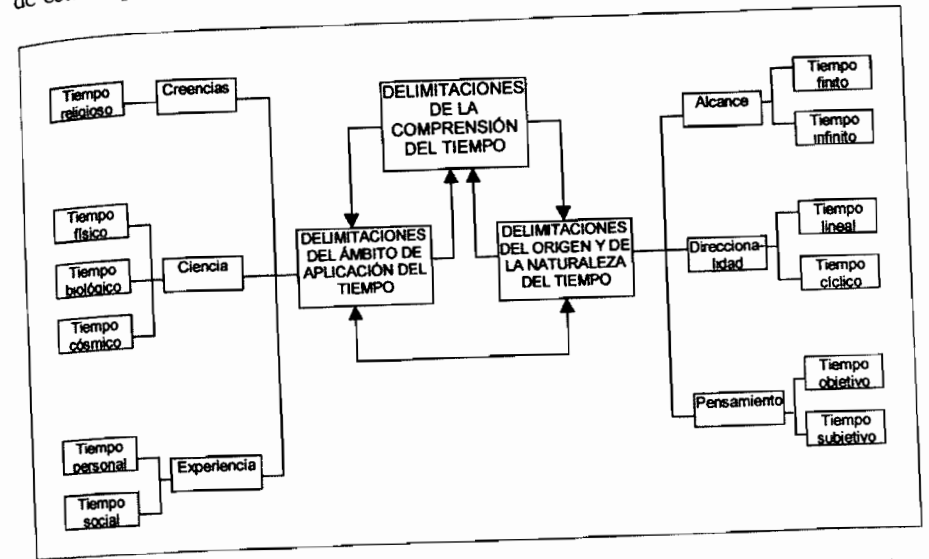 Tiempo
religioso
Creencias
DELIMITACIONES
DE LA
COMPRENSIÓN
DEL TIEMPO
Alcance
Tiempo
finito
Tiempo
infinito
Tiempo
físico
Tiempo
biológico
Tiempo
cósmico
Ciencia
DELIMITACIONES
DEL ÁMBITO DE
APLICACIÓN DEL
TIEMPO
DELIMITACIONES
DEL ORIGEN Y DE
LA NATURALEZA
DEL TIEMPO
Direcciona-
lidad
Tiempo
lineal
Tiempo
cíclico
Tiempo
personal
Tiempo
social
Experiencia
Pensamiento
Tiempo
objetivo
Tiempo
subjetivo